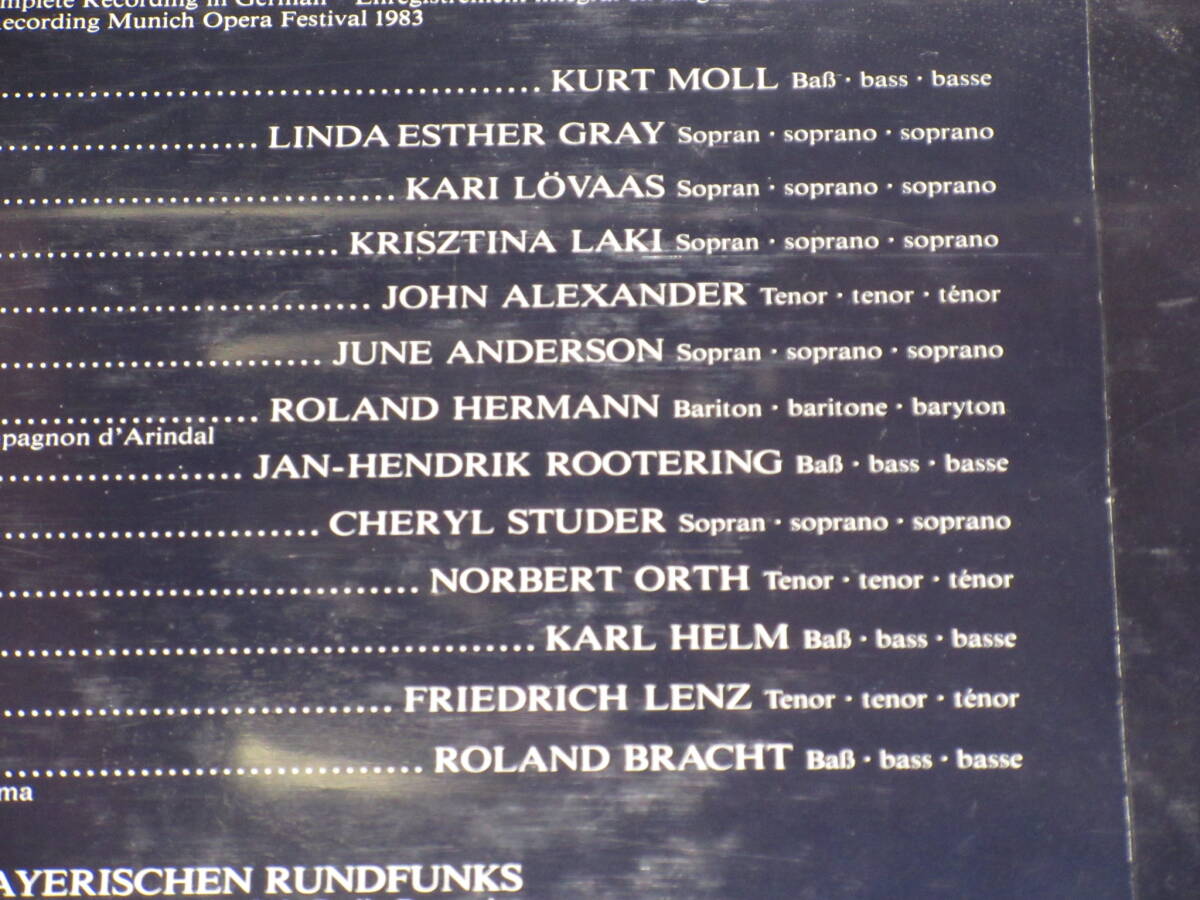 Complete Recording in German
Recording Munich Opera Festival 1983
KURT MOLL Baß · bass · basse
LINDA ESTHER GRAY Sopran · soprano · soprano
KARI LÖVAAS Sopran · soprano · soprano
KRISZTINA LAKI Sopran · soprano · soprano
JOHN ALEXANDER Tenor · tenor · ténor
JUNE ANDERSON Sopran · soprano · soprano
ROLAND HERMANN Bariton · baritone · baryton
pagnon d'Arindal
JAN-HENDRIK ROOTERING Baß · bass · basse
CHERYL STUDER Sopran · soprano · soprano
NORBERT ORTH Tenor · tenor · ténor
KARL HELM Baß · bass · basse
FRIEDRICH LENZ Tenor · tenor · ténor
ROLAND BRACHT Baß · bass · basse
ma
AYERISCHEN RUNDFUNKS